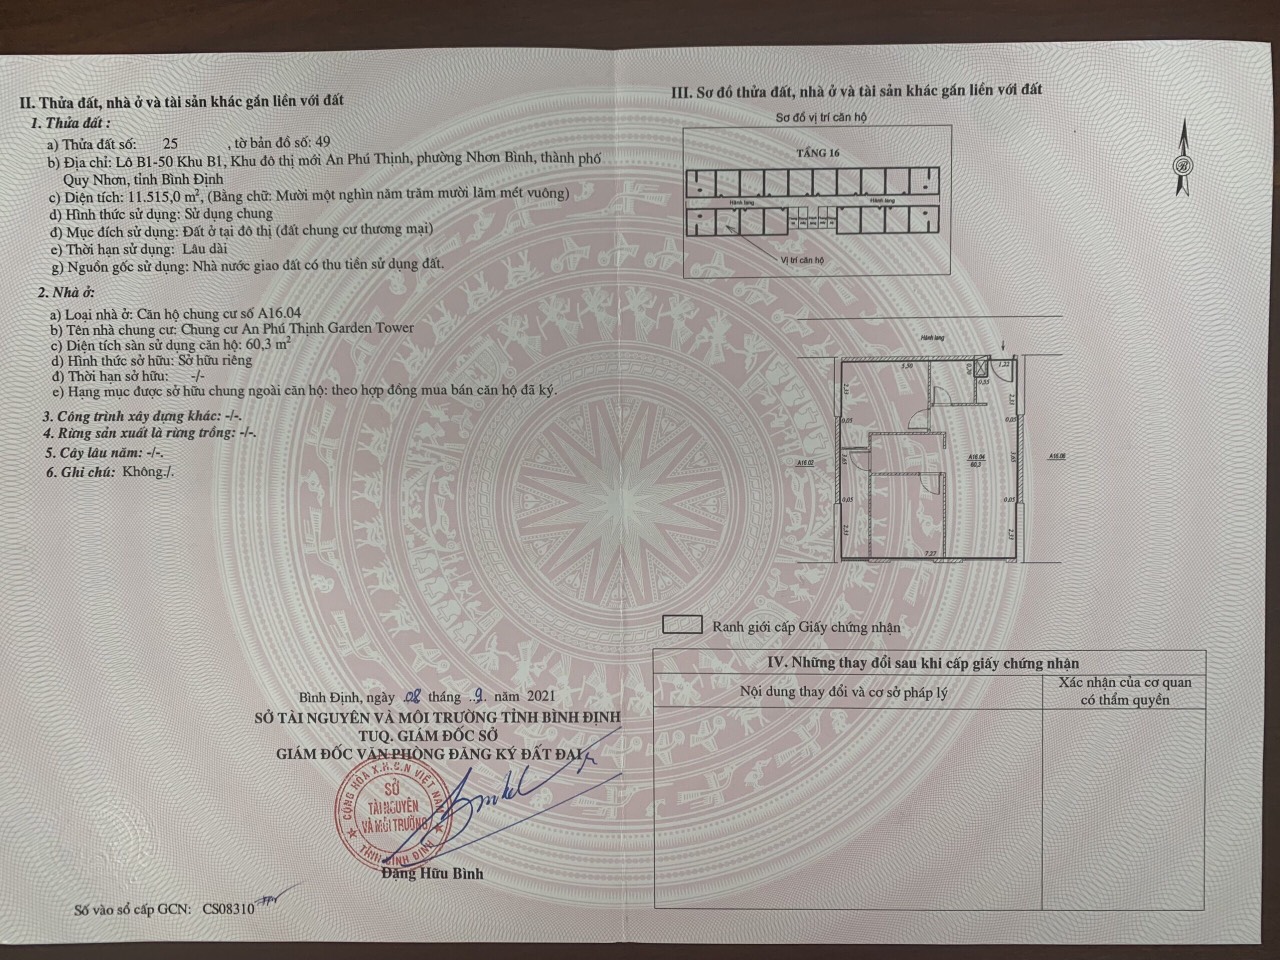 II. Thửa đất, nhà ở và tài sản khác gắn liền với đất
1. Thửa đất :
a) Thửa đất số: 25 , tờ bản đồ số: 49
b) Địa chỉ: Lô B1-50 Khu B1, Khu đô thị mới An Phú Thịnh, phường Nhơn Bình, thành phố
Quy Nhơn, tỉnh Bình Định
c) Diện tích: 11.515,0 m², (Bằng chữ: Mười một nghìn năm trăm mười lăm mét vuông)
d) Hình thức sử dụng: Sử dụng chung
đ) Mục đích sử dụng: Đất ở tại đô thị (đất chung cư thương mại)
e) Thời hạn sử dụng: Lâu dài
g) Nguồn gốc sử dụng: Nhà nước giao đất có thu tiền sử dụng đất.
2. Nhà ở:
a) Loại nhà ở: Căn hộ chung cư số A16.04
b) Tên nhà chung cư: Chung cư An Phú Thịnh Garden Tower
c) Diện tích sàn sử dụng căn hộ: 60,3 m²
d) Hình thức sở hữu: Sở hữu riêng
đ) Thời hạn sở hữu: -/-
e) Hạng mục được sở hữu chung ngoài căn hộ: theo hợp đồng mua bán căn hộ đã ký.
3. Công trình xây dựng khác: -/-.
4. Rừng sản xuất là rừng trồng: -/-.
5. Cây lâu năm: -/-.
6. Ghi chú: Không./.
Bình Định, ngày 08 tháng 9 năm 2021
SỞ TÀI NGUYÊN VÀ MÔI TRƯỜNG TỈNH BÌNH ĐỊNH
TUQ. GIÁM ĐỐC SỞ
GIÁM ĐỐC VĂN PHÒNG ĐĂNG KÝ ĐẤT ĐAI
CỘNG HÒA X.H.C.N VIỆT NAM
SỞ
TÀI NGUYÊN
VÀ MÔI TRƯỜNG
TỈNH BÌNH ĐỊNH
Đặng Hữu Bình
Số vào sổ cấp GCN: CS08310
III. Sơ đồ thửa đất, nhà ở và tài sản khác gắn liền với đất
Sơ đồ vị trí căn hộ
TẦNG 16
Hành lang
Hành lang
Vị trí căn hộ
B
Hành lang
5,50
0,70
0,55
1,22
2,35
2,35
0,05
0,05
A16.02
3,65
A16.04
60,3
3,65
A16.06
0,05
0,05
2,35
2,35
7,27
Ranh giới cấp Giấy chứng nhận
IV. Những thay đổi sau khi cấp giấy chứng nhận
Nội dung thay đổi và cơ sở pháp lý
Xác nhận của cơ quan
có thẩm quyền